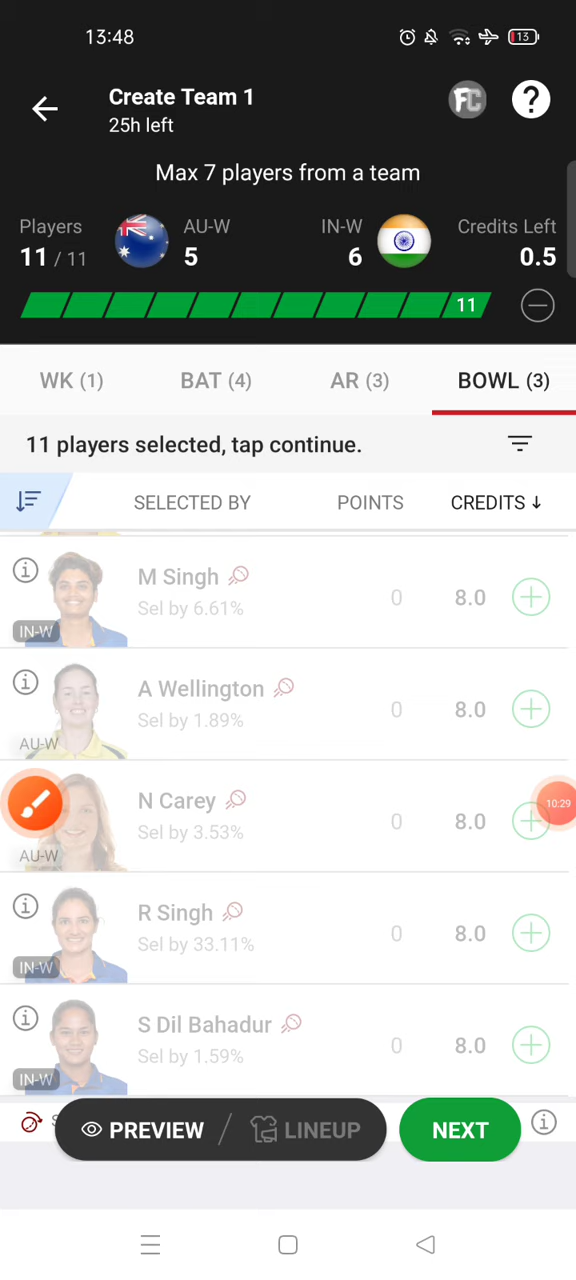 13:48
13
Create Team 1
25h left
FC
?
Max 7 players from a team
Players
11 / 11
AU-W
5
IN-W
6
Credits Left
0.5
11
WK (1)
BAT (4)
AR (3)
BOWL (3)
11 players selected, tap continue.
SELECTED BY
POINTS
CREDITS ↓
M Singh
Sel by 6.61%
0
8.0
IN-W
A Wellington
Sel by 1.89%
0
8.0
AU-W
N Carey
Sel by 3.53%
0
8.0
10:29
AU-W
R Singh
Sel by 33.11%
0
8.0
IN-W
S Dil Bahadur
Sel by 1.59%
0
8.0
IN-W
PREVIEW / LINEUP
NEXT